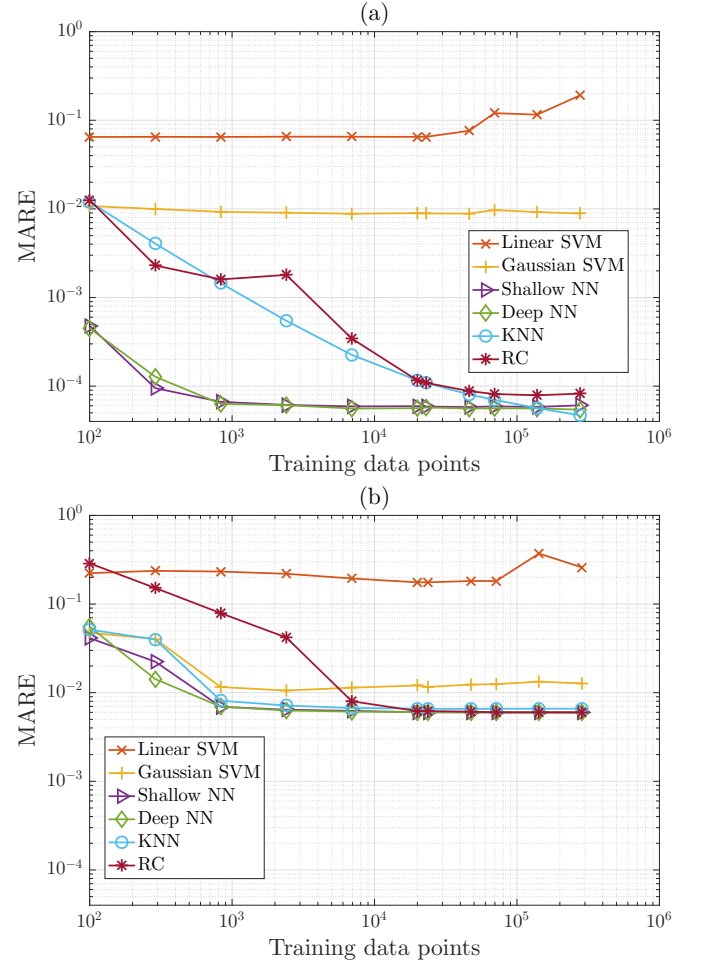 (a)
10^0
10^-1
10^-2
10^-3
10^-4
MARE
Linear SVM
Gaussian SVM
Shallow NN
Deep NN
KNN
RC
10^2 10^3 10^4 10^5 10^6
Training data points
(b)
10^0
10^-1
10^-2
10^-3
10^-4
MARE
Linear SVM
Gaussian SVM
Shallow NN
Deep NN
KNN
RC
10^2 10^3 10^4 10^5 10^6
Training data points